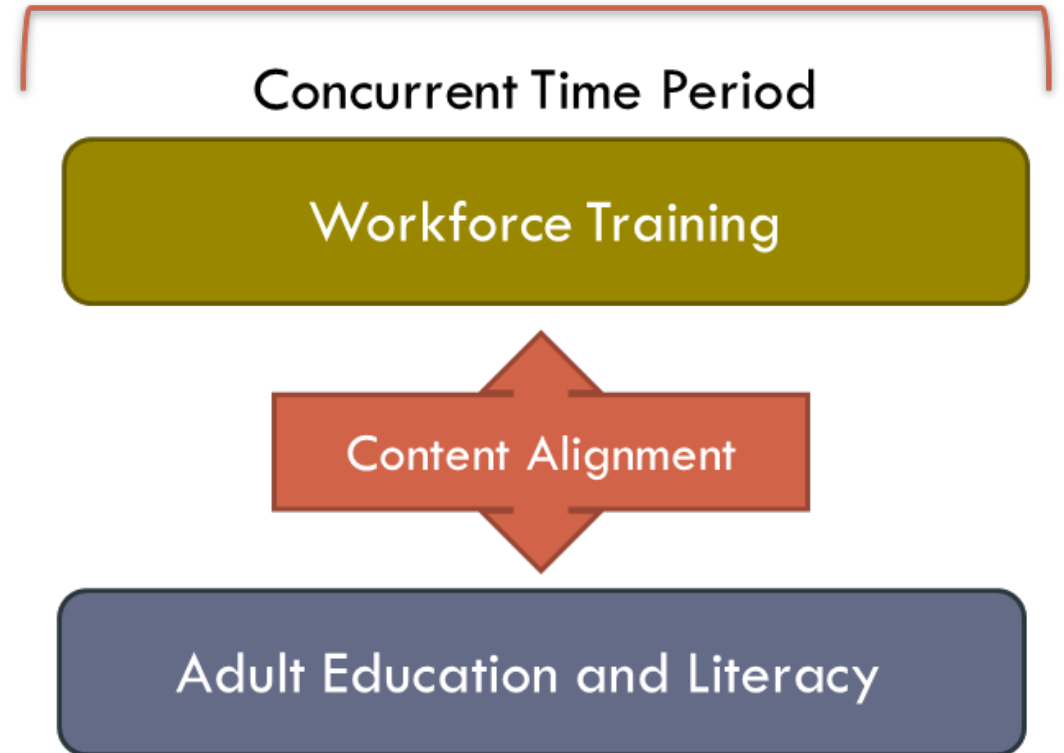 Concurrent Time Period
Workforce Training
Content Alignment
Adult Education and Literacy